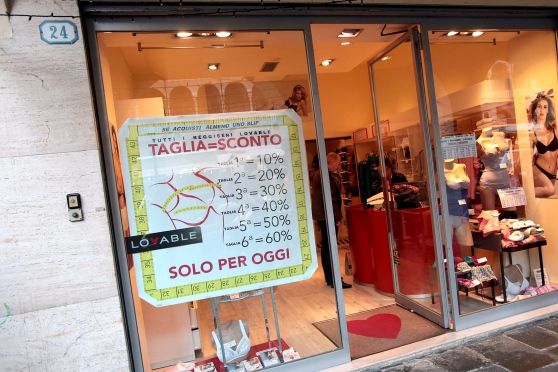 24
SE ACQUISTI ALMENO UNO SLIP
TUTTI I REGGISENI LOVABLE
TAGLIA=SCONTO
TAGLIA 1ª=10%
TAGLIA 2ª=20%
TAGLIA 3ª=30%
TAGLIA 4ª=40%
TAGLIA 5ª=50%
TAGLIA 6ª=60%
LOVABLE
SOLO PER OGGI